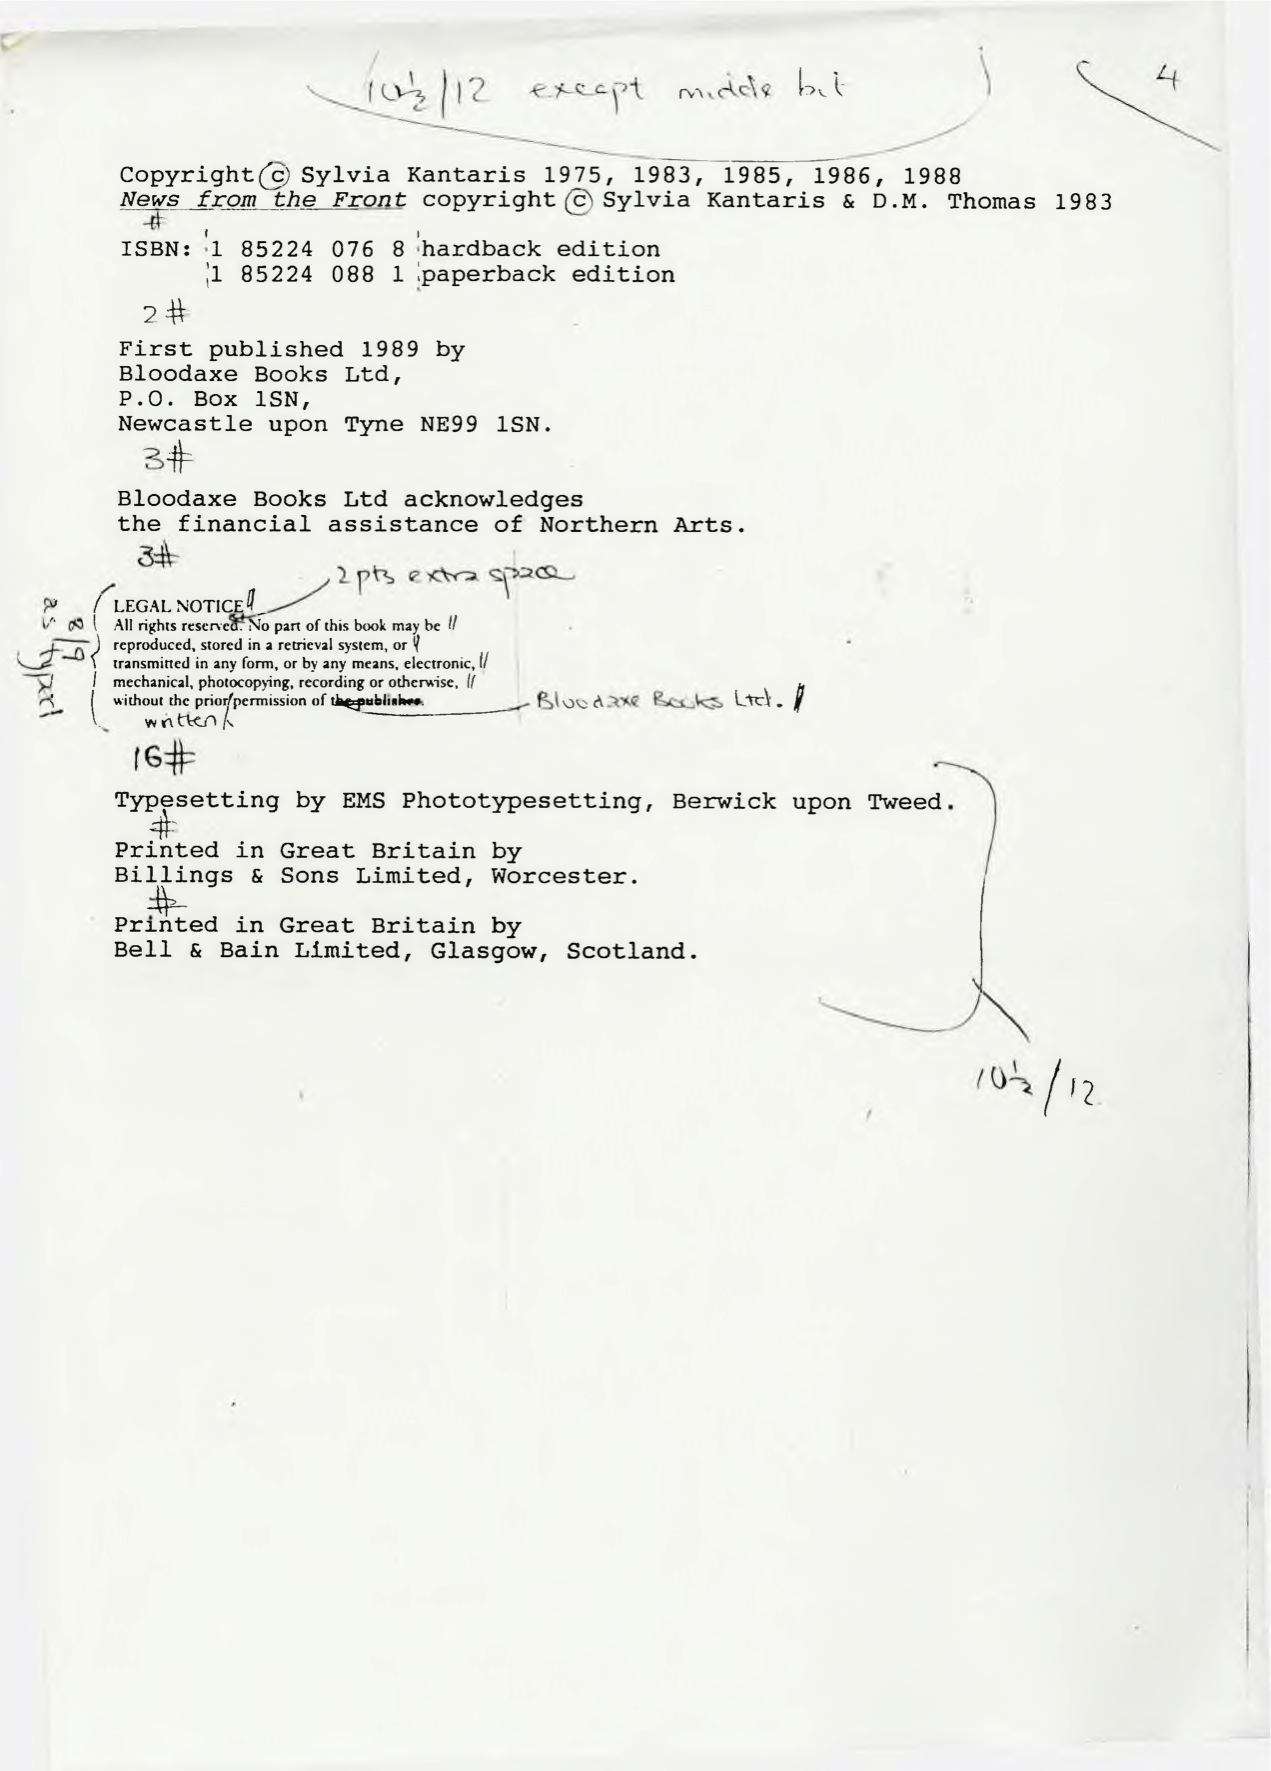 10½/12 except middle bit
4
Copyright © Sylvia Kantaris 1975, 1983, 1985, 1986, 1988
News from the Front copyright © Sylvia Kantaris & D.M. Thomas 1983
#
ISBN: 1 85224 076 8 hardback edition
1 85224 088 1 paperback edition
2#
First published 1989 by
Bloodaxe Books Ltd,
P.O. Box 1SN,
Newcastle upon Tyne NE99 1SN.
3#
Bloodaxe Books Ltd acknowledges
the financial assistance of Northern Arts.
3#
2 pts extra space
LEGAL NOTICE
All rights reserved. No part of this book may be
reproduced, stored in a retrieval system, or
transmitted in any form, or by any means, electronic,
mechanical, photocopying, recording or otherwise,
without the prior/permission of the publisher.
Bloodaxe Books Ltd.
written
8/9
as typed
16#
Typesetting by EMS Phototypesetting, Berwick upon Tweed.
#
Printed in Great Britain by
Billings & Sons Limited, Worcester.
#
Printed in Great Britain by
Bell & Bain Limited, Glasgow, Scotland.
10½/12